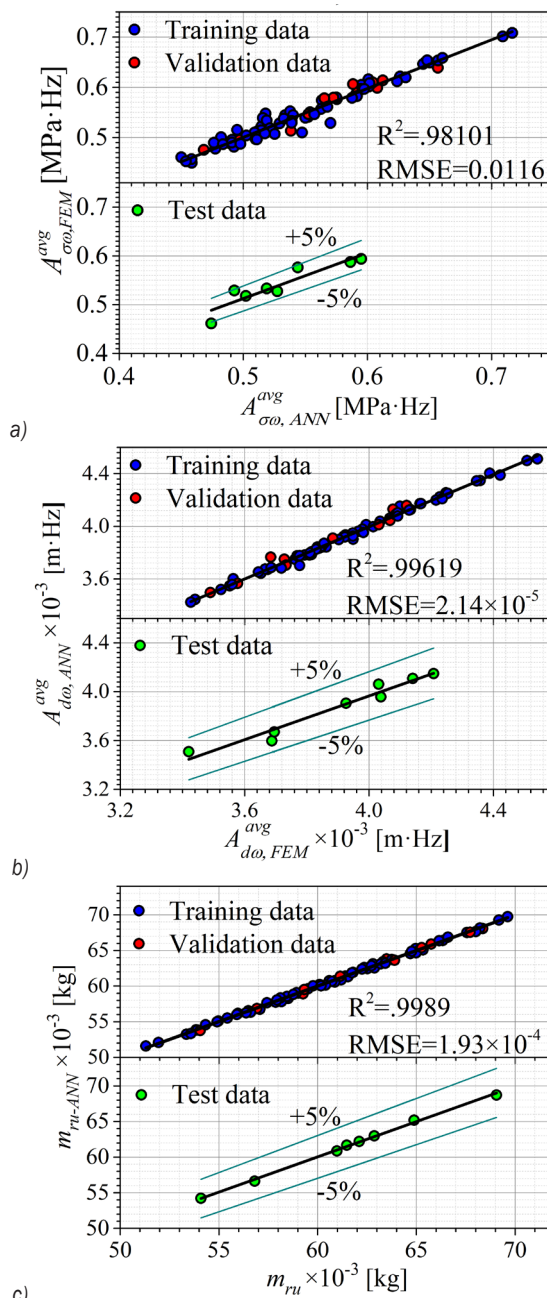 0.7
0.6
0.5
Training data
Validation data
R²=.98101
RMSE=0.0116
0.7
0.6
0.5
0.4
Test data
+5%
-5%
A^avg_σω,FEM [MPa·Hz]
0.4 0.5 0.6 0.7
A^avg_σω, ANN [MPa·Hz]
a)
4.4
4.0
3.6
Training data
Validation data
R²=.99619
RMSE=2.14×10⁻⁵
4.4
4.0
3.6
3.2
Test data
+5%
-5%
A^avg_dω, ANN ×10⁻³ [m·Hz]
3.2 3.6 4.0 4.4
A^avg_dω, FEM ×10⁻³ [m·Hz]
b)
70
65
60
55
50
Training data
Validation data
R²=.9989
RMSE=1.93×10⁻⁴
70
65
60
55
50
Test data
+5%
-5%
m_ru-ANN ×10⁻³ [kg]
50 60 70
m_ru ×10⁻³ [kg]
c)